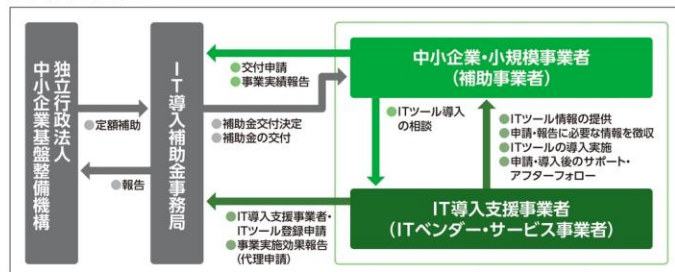 独立行政法人
中小企業基盤整備機構
●定額補助
●報告
IT導入補助金事務局
●交付申請
●事業実績報告
●補助金交付決定
●補助金の交付
●IT導入支援事業者・
ITツール登録申請
●事業実施効果報告
(代理申請)
中小企業・小規模事業者
(補助事業者)
●ITツール導入
の相談
●ITツール情報の提供
●申請・報告に必要な情報を徴収
●ITツールの導入実施
●申請・導入後のサポート・
アフターフォロー
IT導入支援事業者
(ITベンダー・サービス事業者)